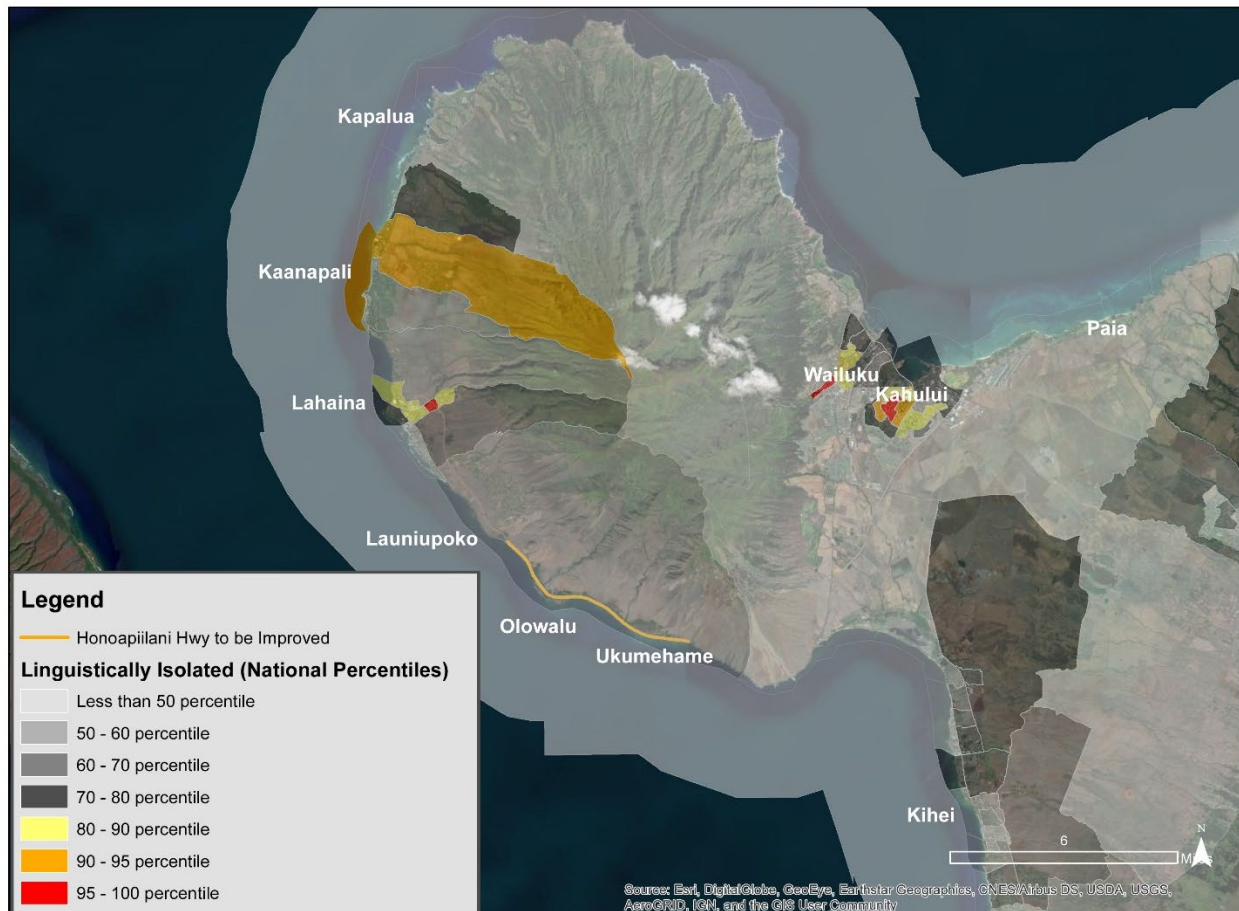 Kapalua
Kaanapali
Paia
Wailuku
Kahului
Lahaina
Launiupoko
Olowalu
Ukumehame
Kihei
Legend
Honoapiilani Hwy to be Improved
Linguistically Isolated (National Percentiles)
Less than 50 percentile
50 - 60 percentile
60 - 70 percentile
70 - 80 percentile
80 - 90 percentile
90 - 95 percentile
95 - 100 percentile
N
6
Miles
Source: Esri, DigitalGlobe, GeoEye, Earthstar Geographics, CNES/Airbus DS, USDA, USGS,
AeroGRID, IGN, and the GIS User Community